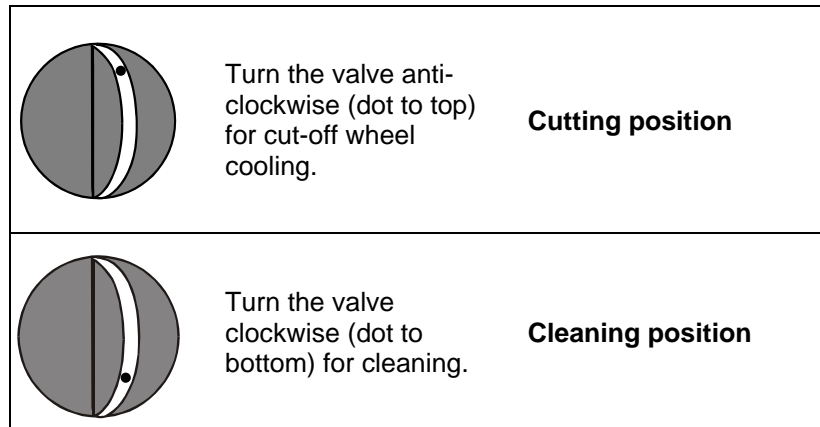 Turn the valve anti-
clockwise (dot to top)
for cut-off wheel
cooling.
Cutting position
Turn the valve
clockwise (dot to
bottom) for cleaning.
Cleaning position